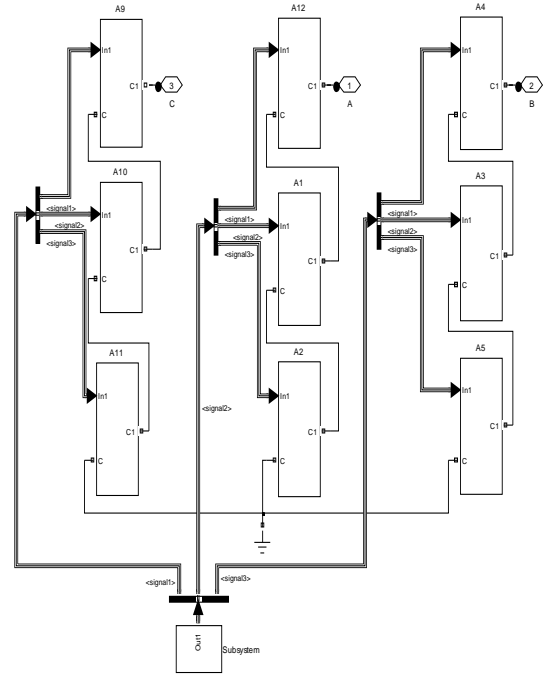 A9
In1
C1
C
3
C
A12
In1
C1
C
1
A
A4
In1
C1
C
2
B
A10
<signal1>
In1
<signal2>
<signal3>
C1
C
A1
<signal1>
In1
<signal2>
<signal3>
C1
C
A3
<signal1>
In1
<signal2>
<signal3>
C1
C
A11
In1
C1
C
A2
In1
<signal2>
C1
C
A5
In1
C1
C
<signal1>
<signal3>
Out1
Subsystem